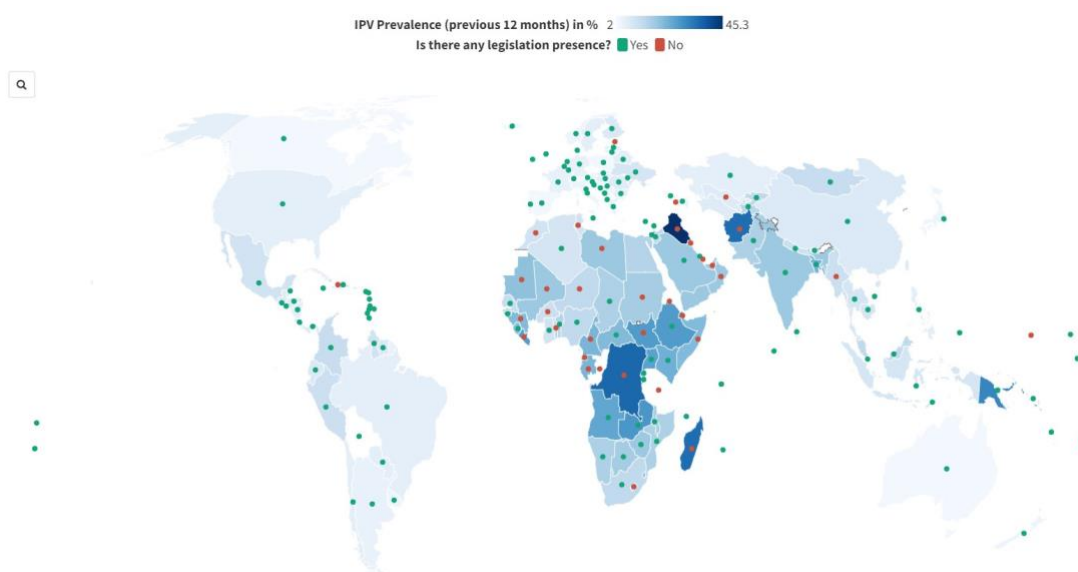 IPV Prevalence (previous 12 months) in % 2 45.3
Is there any legislation presence? Yes No